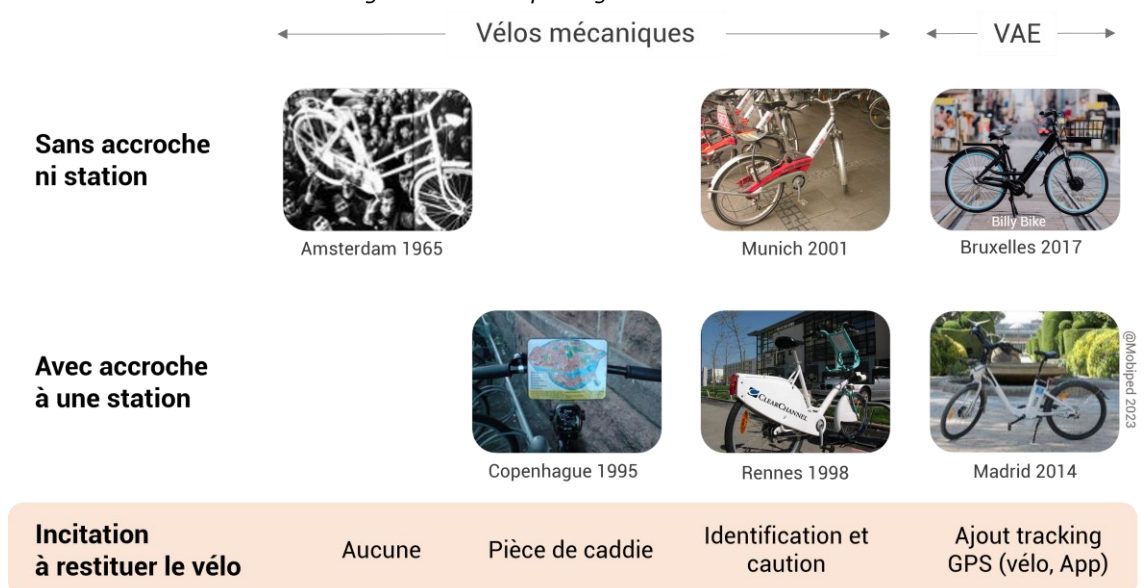 Vélos mécaniques
VAE
Sans accroche
ni station
Billy Bike
Amsterdam 1965
Munich 2001
Bruxelles 2017
Avec accroche
à une station
CLEARCHANNEL
@Mobiped 2023
Copenhague 1995
Rennes 1998
Madrid 2014
Incitation
à restituer le vélo
Aucune
Pièce de caddie
Identification et
caution
Ajout tracking
GPS (vélo, App)